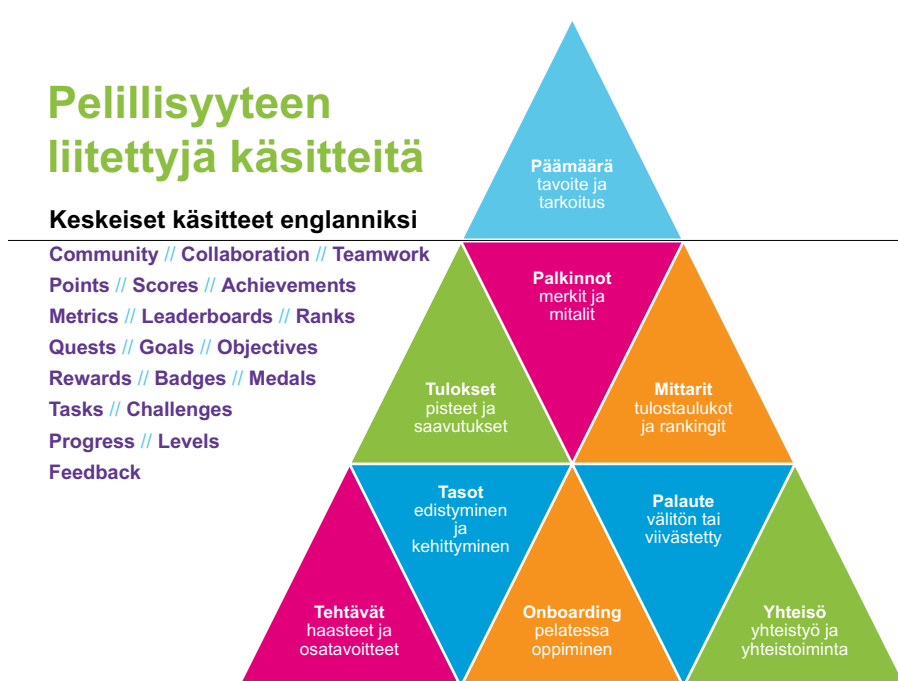 Pelillisyyteen
liitettyjä käsitteitä
Keskeiset käsitteet englanniksi
Community // Collaboration // Teamwork
Points // Scores // Achievements
Metrics // Leaderboards // Ranks
Quests // Goals // Objectives
Rewards // Badges // Medals
Tasks // Challenges
Progress // Levels
Feedback
Päämäärä
tavoite ja
tarkoitus
Tulokset
pisteet ja
saavutukset
Palkinnot
merkit ja
mitalit
Mittarit
tulostaulukot
ja rankingit
Tehtävät
haasteet ja
osatavoitteet
Tasot
edistyminen
ja
kehittyminen
Onboarding
pelatessa
oppiminen
Palaute
välitön tai
viivästetty
Yhteisö
yhteistyö ja
yhteistoiminta